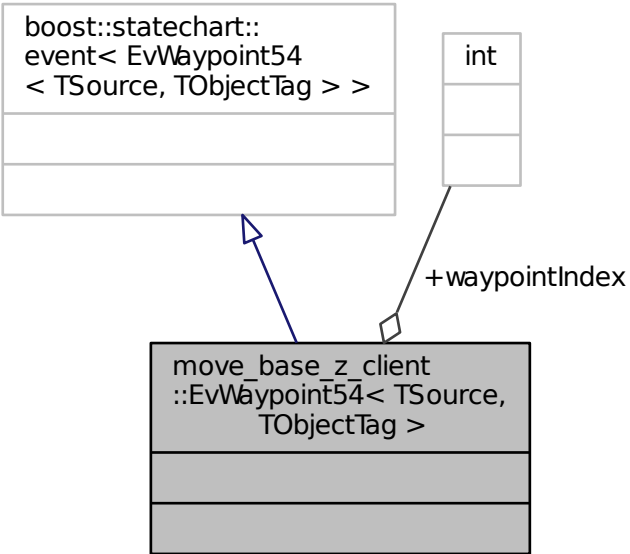 boost::statechart::
event< EvWaypoint54
< TSource, TObjectTag > >
int
+waypointIndex
move_base_z_client
::EvWaypoint54< TSource,
TObjectTag >